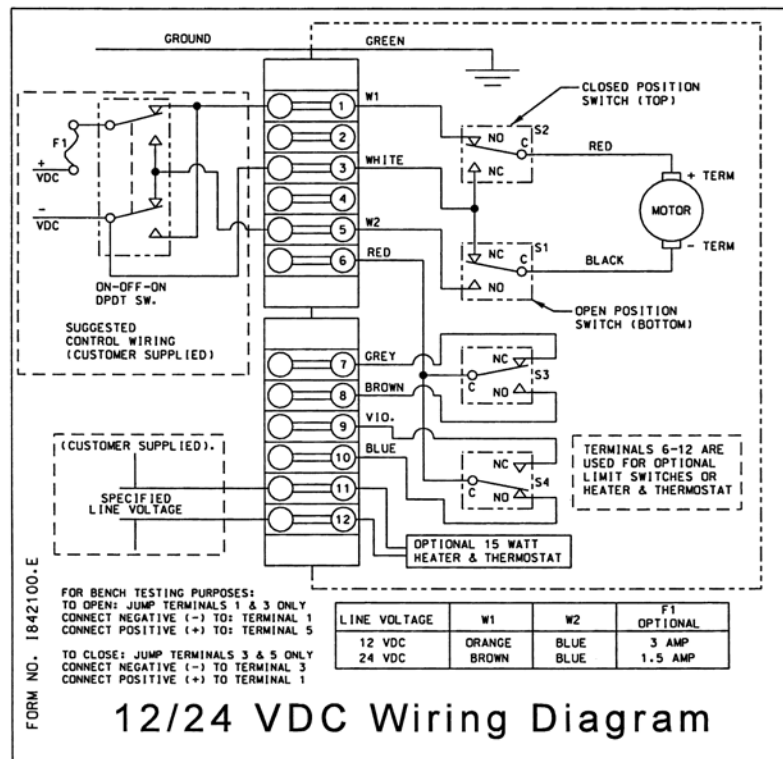 GROUND
GREEN
W1
1
2
WHITE
3
4
W2
5
RED
6
F1
+
VDC
-
VDC
ON-OFF-ON
DPDT SW.
SUGGESTED
CONTROL WIRING
(CUSTOMER SUPPLIED)
CLOSED POSITION
SWITCH (TOP)
S2
NO
C
NC
RED
+ TERM
MOTOR
- TERM
BLACK
S1
NC
C
NO
OPEN POSITION
SWITCH (BOTTOM)
GREY
7
BROWN
8
VIO.
9
BLUE
10
11
12
NC
C
NO
S3
NC
C
NO
S4
TERMINALS 6-12 ARE
USED FOR OPTIONAL
LIMIT SWITCHES OR
HEATER & THERMOSTAT
(CUSTOMER SUPPLIED).
SPECIFIED
LINE VOLTAGE
OPTIONAL 15 WATT
HEATER & THERMOSTAT
FORM NO. I842100.E
FOR BENCH TESTING PURPOSES:
TO OPEN: JUMP TERMINALS 1 & 3 ONLY
CONNECT NEGATIVE (-) TO: TERMINAL 1
CONNECT POSITIVE (+) TO: TERMINAL 5
TO CLOSE: JUMP TERMINALS 3 & 5 ONLY
CONNECT NEGATIVE (-) TO TERMINAL 3
CONNECT POSITIVE (+) TO TERMINAL 1
LINE VOLTAGE W1 W2 F1 OPTIONAL
12 VDC ORANGE BLUE 3 AMP
24 VDC BROWN BLUE 1.5 AMP
12/24 VDC Wiring Diagram